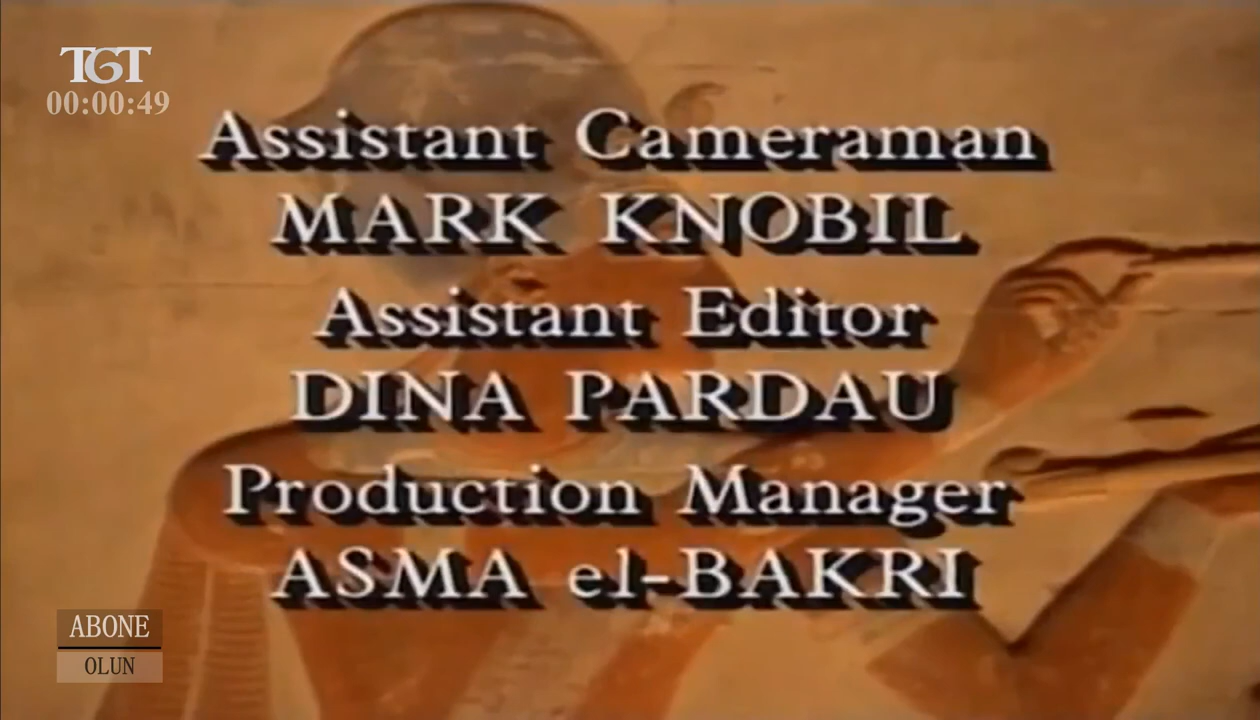 TGT
00:00:49
Assistant Cameraman
MARK KNOBIL
Assistant Editor
DINA PARDAU
Production Manager
ASMA el-BAKRI
ABONE
OLUN